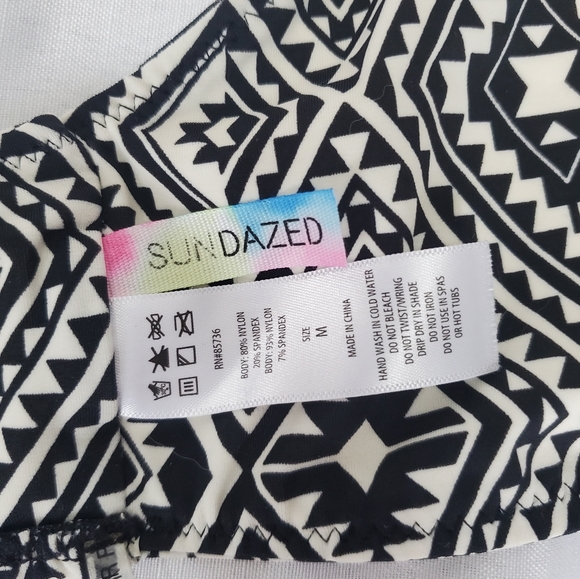 SUNDAZED
RN#85736
BODY: 80% NYLON
20% SPANDEX
BODY: 93% NYLON
7% SPANDEX
SIZE
M
MADE IN CHINA
HAND WASH IN COLD WATER
DO NOT BLEACH
DO NOT TWIST/WRING
DRIP DRY IN SHADE
DO NOT IRON
DO NOT USE IN SPAS
OR HOT TUBS